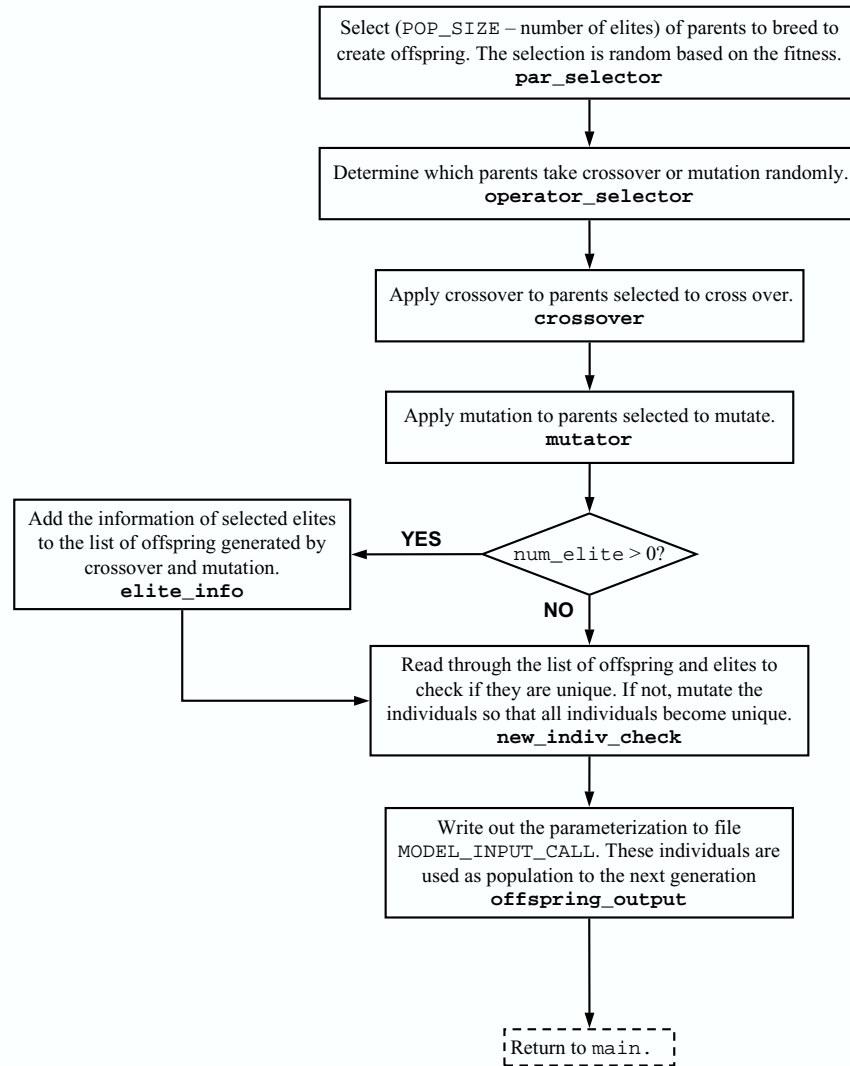 Select (POP_SIZE – number of elites) of parents to breed to
create offspring. The selection is random based on the fitness.
par_selector
Determine which parents take crossover or mutation randomly.
operator_selector
Apply crossover to parents selected to cross over.
crossover
Apply mutation to parents selected to mutate.
mutator
num_elite > 0?
YES
Add the information of selected elites
to the list of offspring generated by
crossover and mutation.
elite_info
NO
Read through the list of offspring and elites to
check if they are unique. If not, mutate the
individuals so that all individuals become unique.
new_indiv_check
Write out the parameterization to file
MODEL_INPUT_CALL. These individuals are
used as population to the next generation
offspring_output
Return to main.